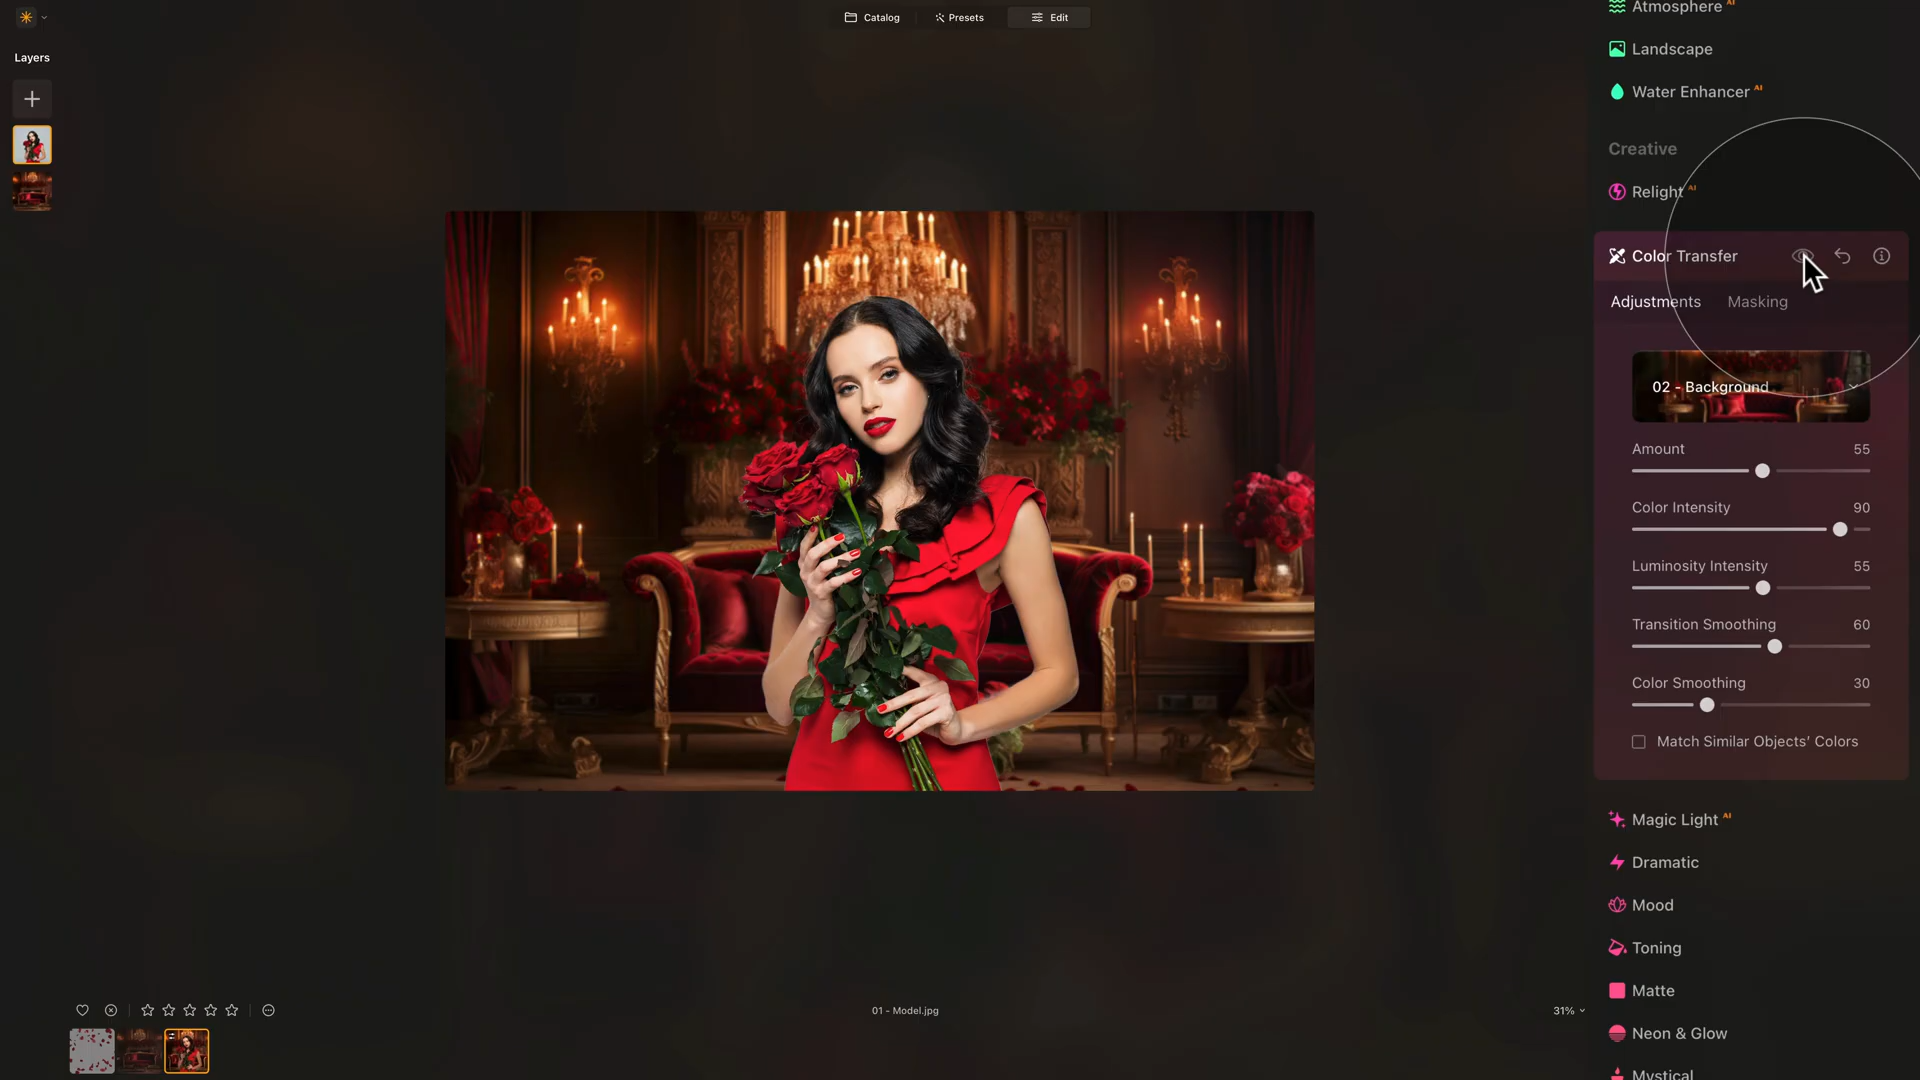 Catalog
Presets
Edit
Layers
Atmosphere AI
Landscape
Water Enhancer AI
Creative
Relight AI
Color Transfer
Adjustments
Masking
02 - Background
Amount 55
Color Intensity 90
Luminosity Intensity 55
Transition Smoothing 60
Color Smoothing 30
Match Similar Objects' Colors
Magic Light AI
Dramatic
Mood
Toning
Matte
Neon & Glow
Mystical
01 - Model.jpg
31%